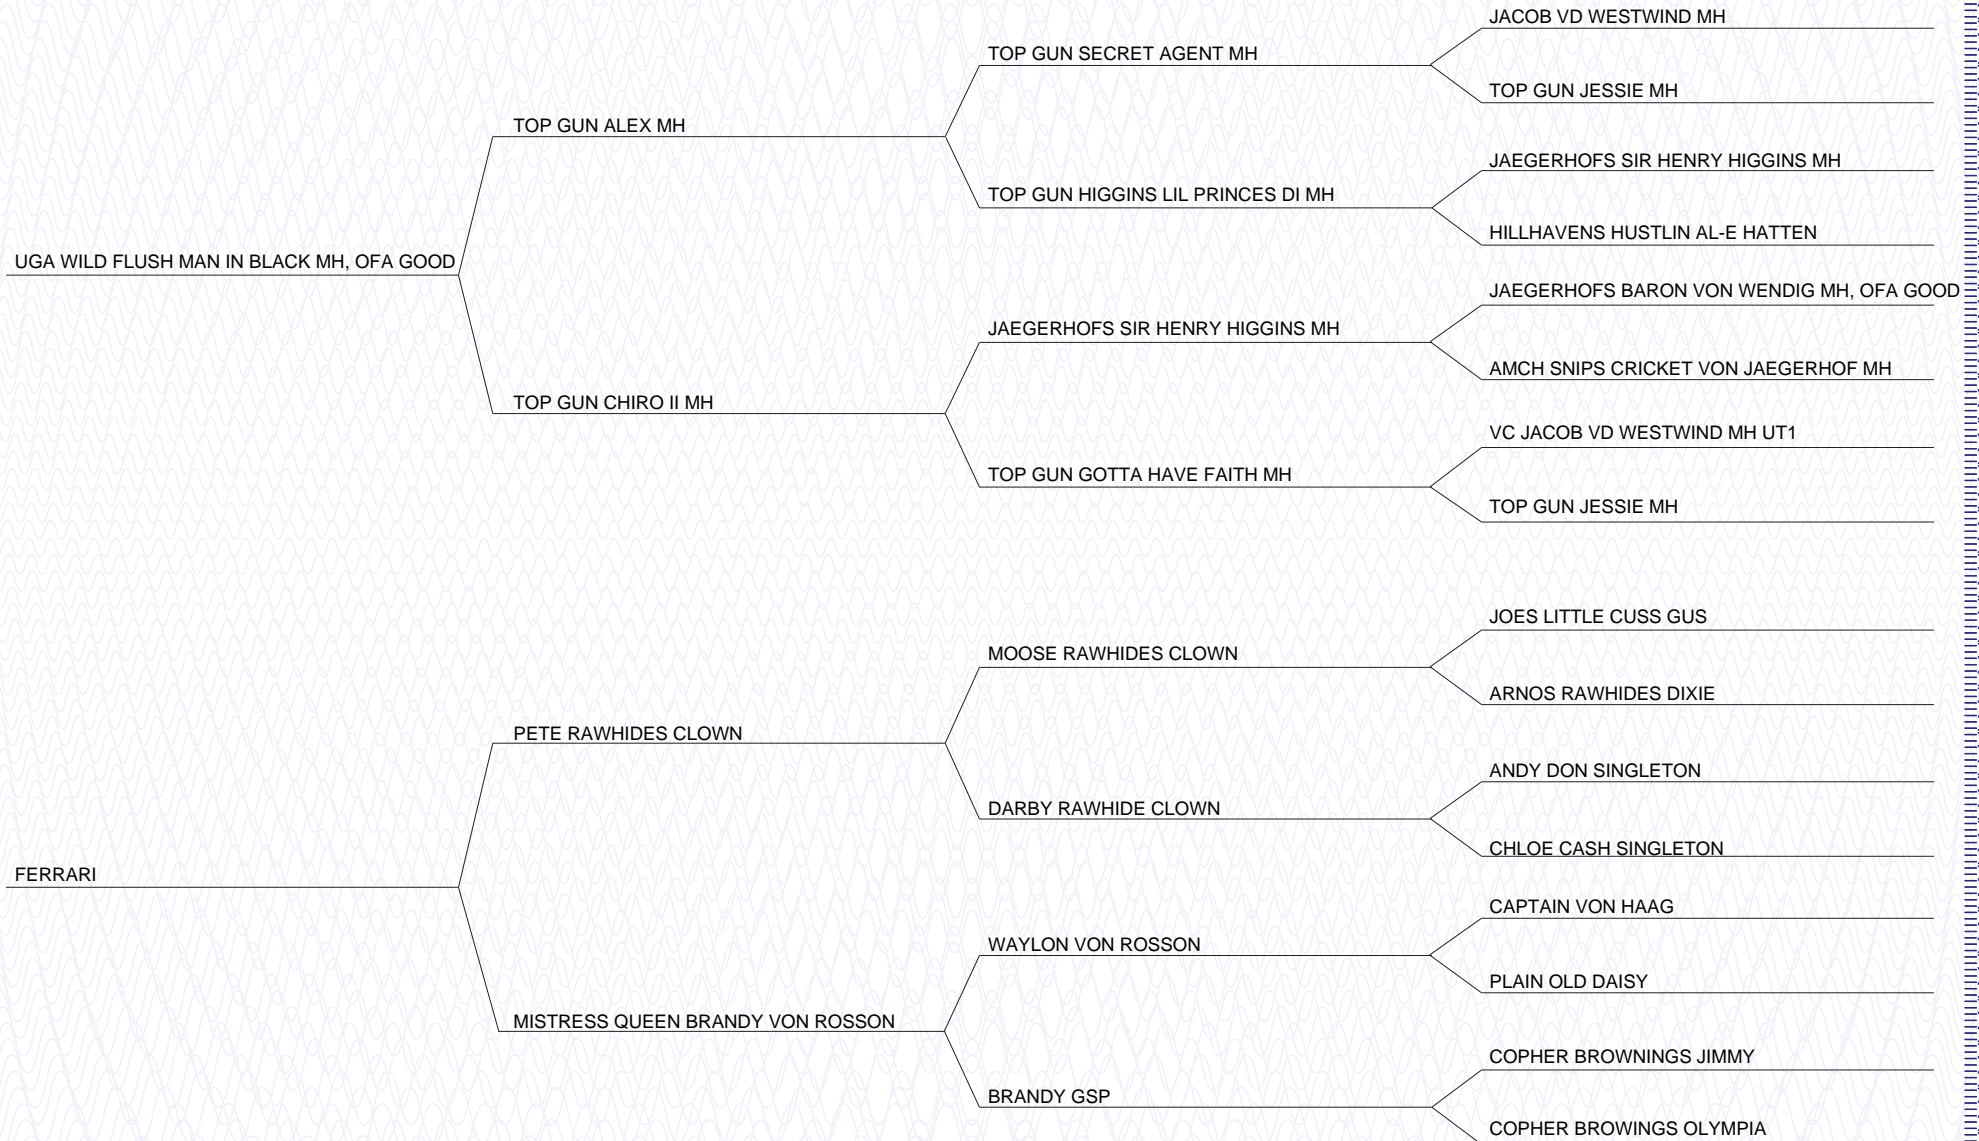 JACOB VD WESTWIND MH
TOP GUN SECRET AGENT MH
TOP GUN JESSIE MH
TOP GUN ALEX MH
JAEGERHOFS SIR HENRY HIGGINS MH
TOP GUN HIGGINS LIL PRINCES DI MH
HILLHAVENS HUSTLIN AL-E HATTEN
UGA WILD FLUSH MAN IN BLACK MH, OFA GOOD
JAEGERHOFS BARON VON WENDIG MH, OFA GOOD
JAEGERHOFS SIR HENRY HIGGINS MH
AMCH SNIPS CRICKET VON JAEGERHOF MH
TOP GUN CHIRO II MH
VC JACOB VD WESTWIND MH UT1
TOP GUN GOTTA HAVE FAITH MH
TOP GUN JESSIE MH
JOES LITTLE CUSS GUS
MOOSE RAWHIDES CLOWN
ARNOS RAWHIDES DIXIE
PETE RAWHIDES CLOWN
ANDY DON SINGLETON
DARBY RAWHIDE CLOWN
CHLOE CASH SINGLETON
FERRARI
CAPTAIN VON HAAG
WAYLON VON ROSSON
PLAIN OLD DAISY
MISTRESS QUEEN BRANDY VON ROSSON
COPHER BROWNINGS JIMMY
BRANDY GSP
COPHER BROWINGS OLYMPIA